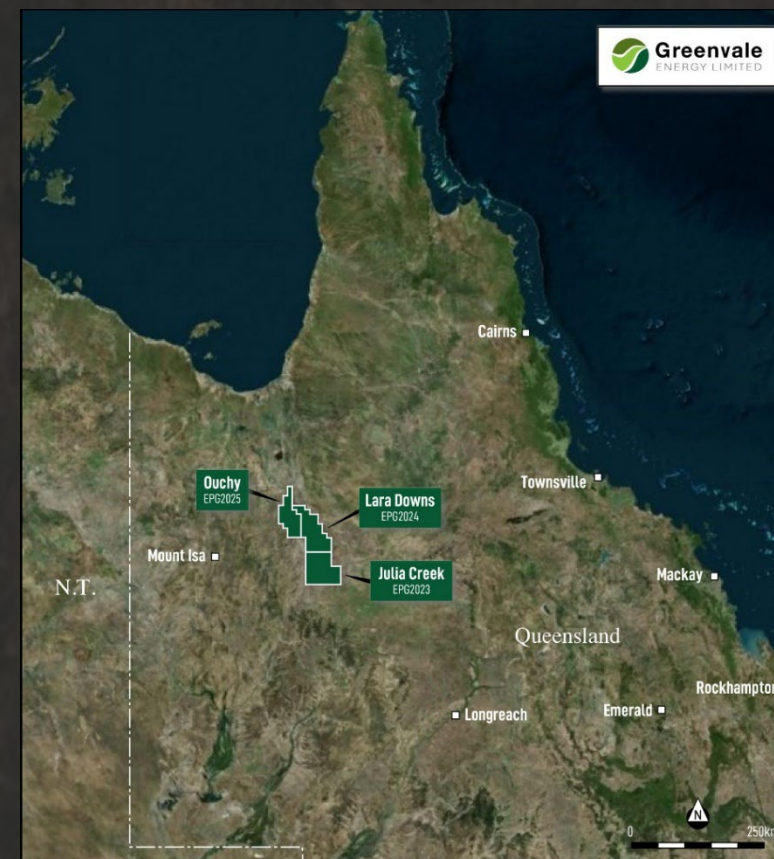 Greenvale
ENERGY LIMITED
Cairns
Ouchy
EPG2025
Lara Downs
EPG2024
Townsville
Mount Isa
Julia Creek
EPG2023
Mackay
N.T.
Queensland
Rockhampton
Longreach
Emerald
N
0
250km